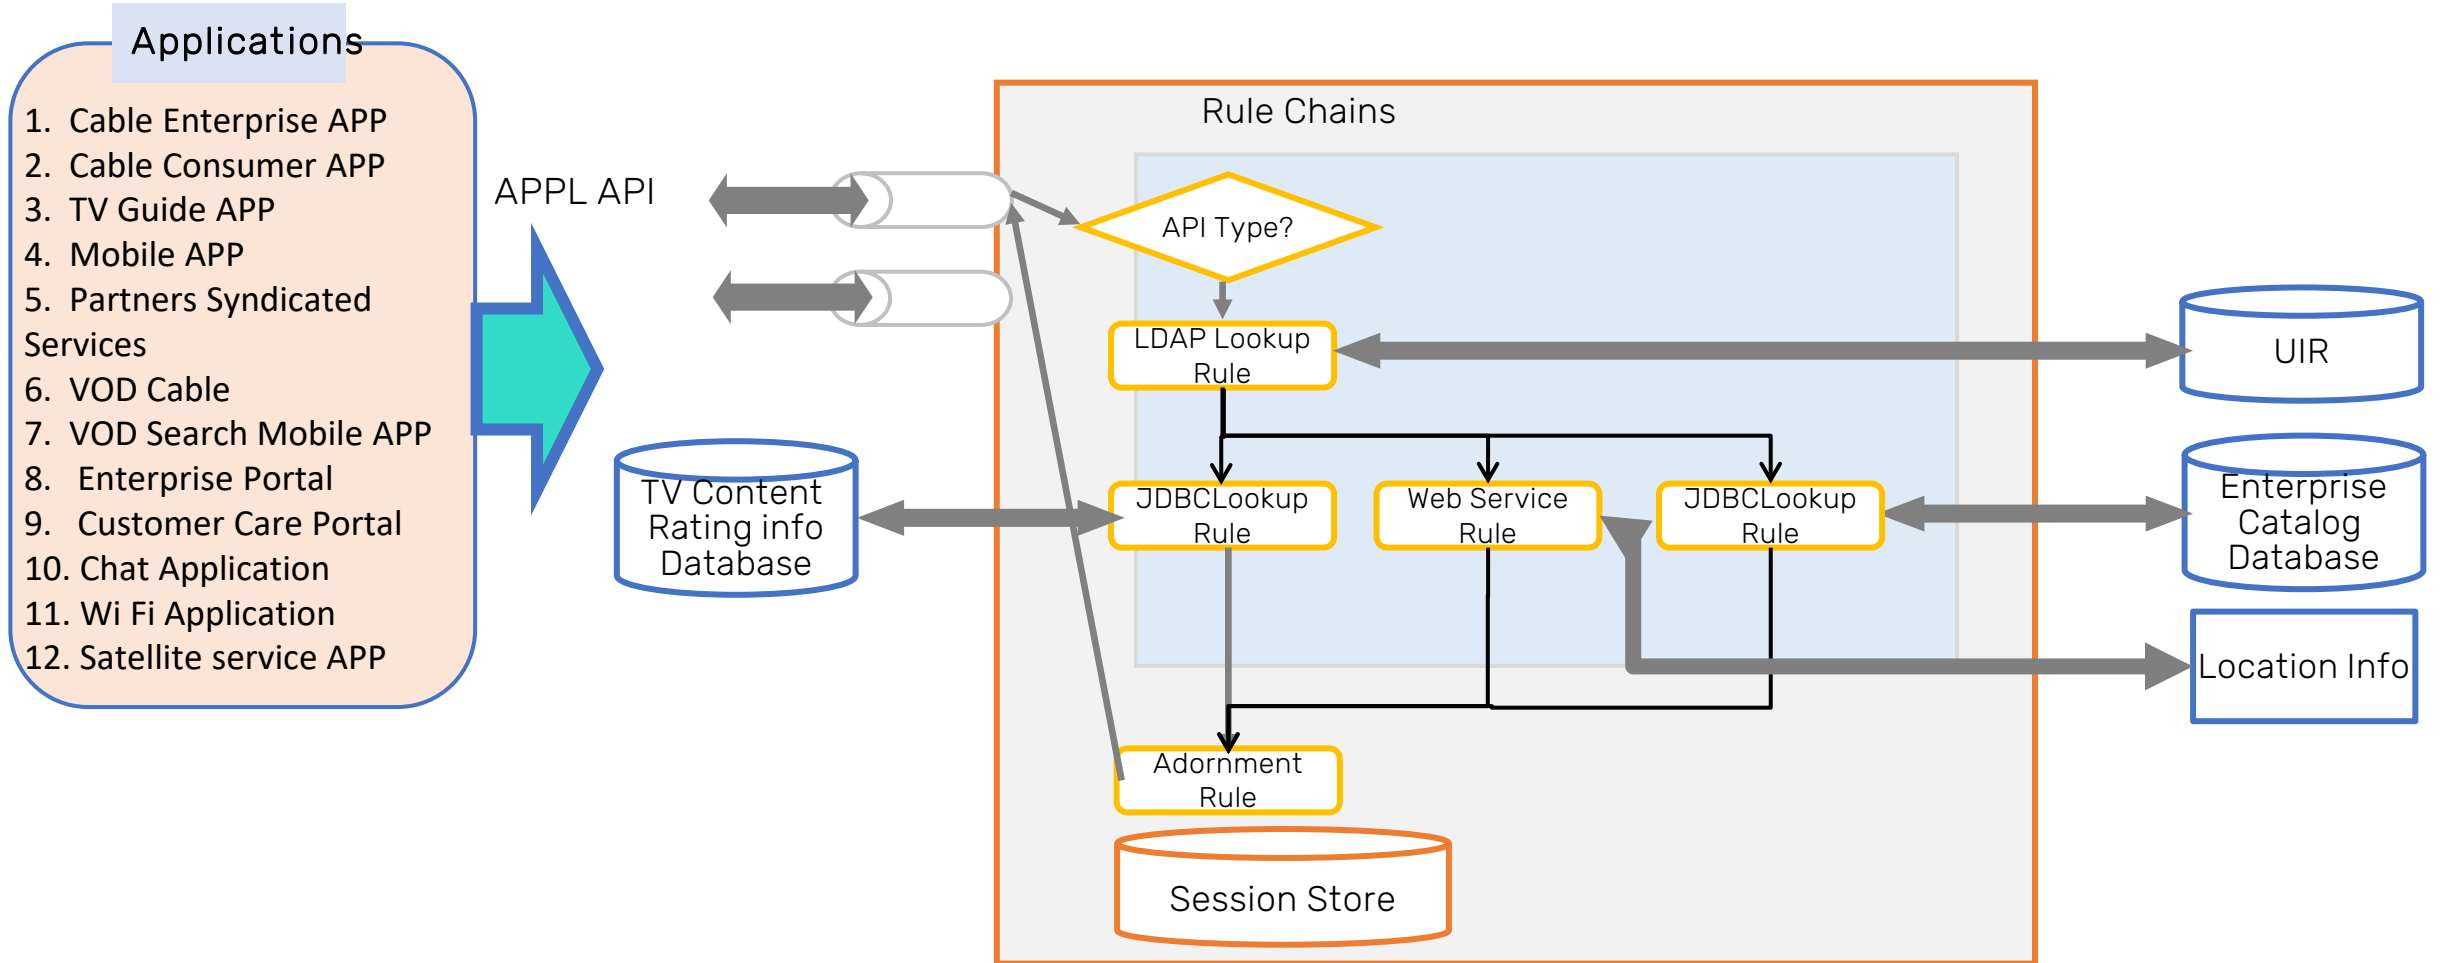 Applications
1. Cable Enterprise APP
2. Cable Consumer APP
3. TV Guide APP
4. Mobile APP
5. Partners Syndicated
Services
6. VOD Cable
7. VOD Search Mobile APP
8. Enterprise Portal
9. Customer Care Portal
10. Chat Application
11. Wi Fi Application
12. Satellite service APP
APPL API
TV Content
Rating info
Database
Rule Chains
API Type?
LDAP Lookup
Rule
JDBCLookup
Rule
Web Service
Rule
JDBCLookup
Rule
Adornment
Rule
Session Store
UIR
Enterprise
Catalog
Database
Location Info